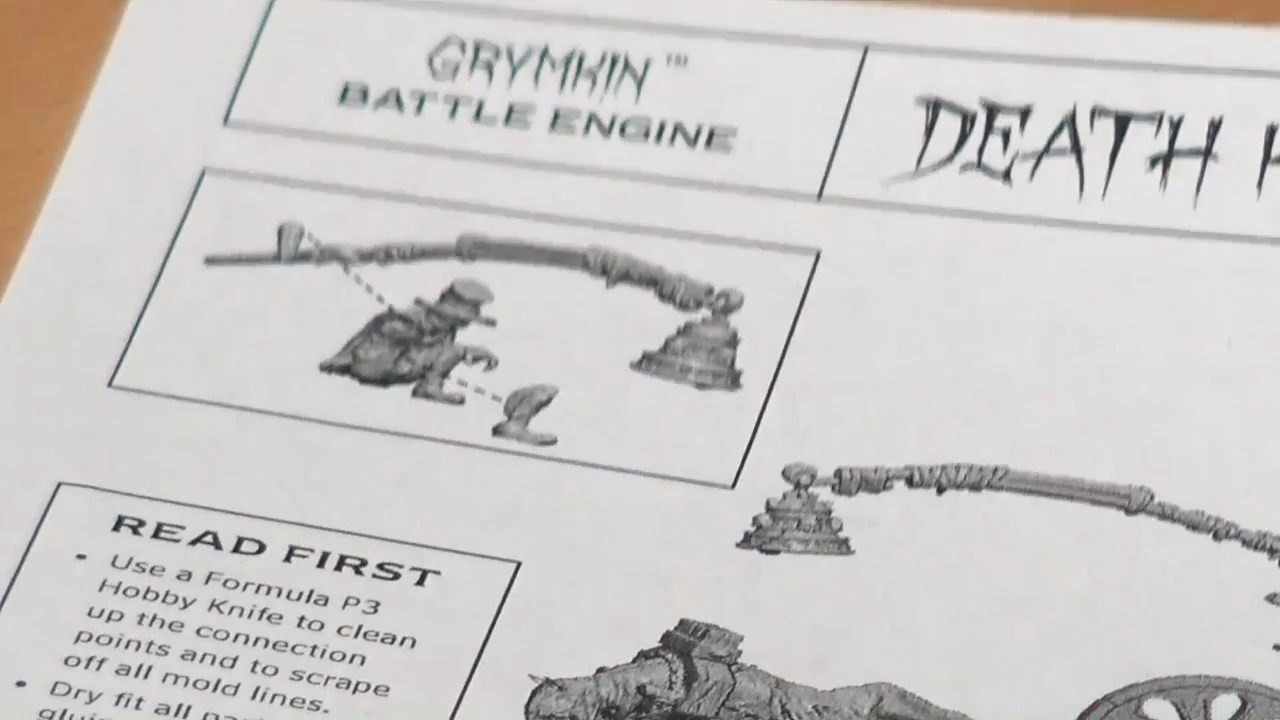 GRYMKIN™
BATTLE ENGINE
DEATH
READ FIRST
• Use a Formula P3
Hobby Knife to clean
up the connection
points and to scrape
off all mold lines.
• Dry fit all